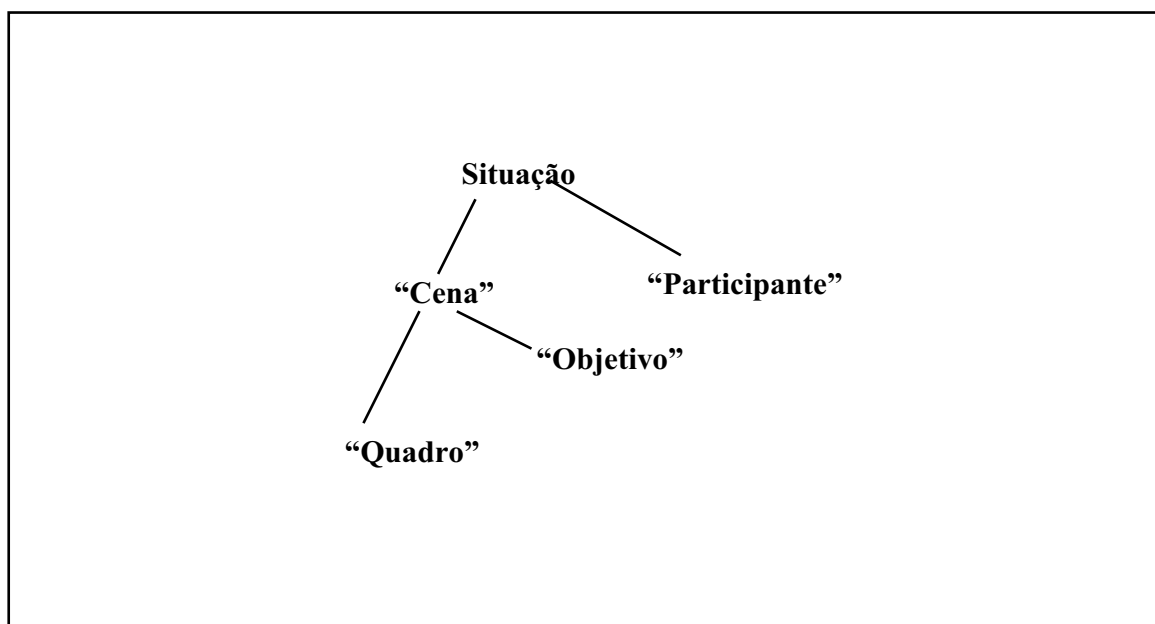 Situação
“Participante”
“Cena”
“Objetivo”
“Quadro”